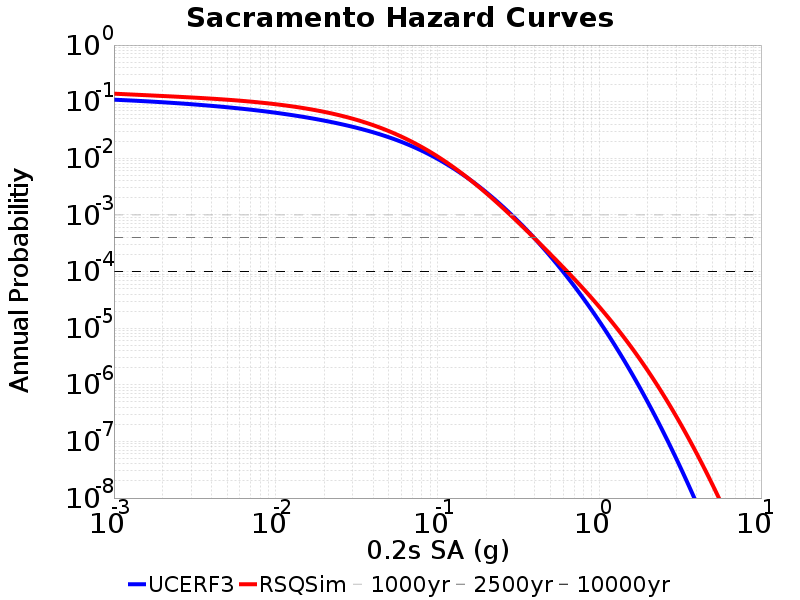 Sacramento Hazard Curves
Annual Probabilitiy
10^0
10^-1
10^-2
10^-3
10^-4
10^-5
10^-6
10^-7
10^-8
10^-3 10^-2 10^-1 10^0 10^1
0.2s SA (g)
UCERF3 RSQSim 1000yr 2500yr 10000yr